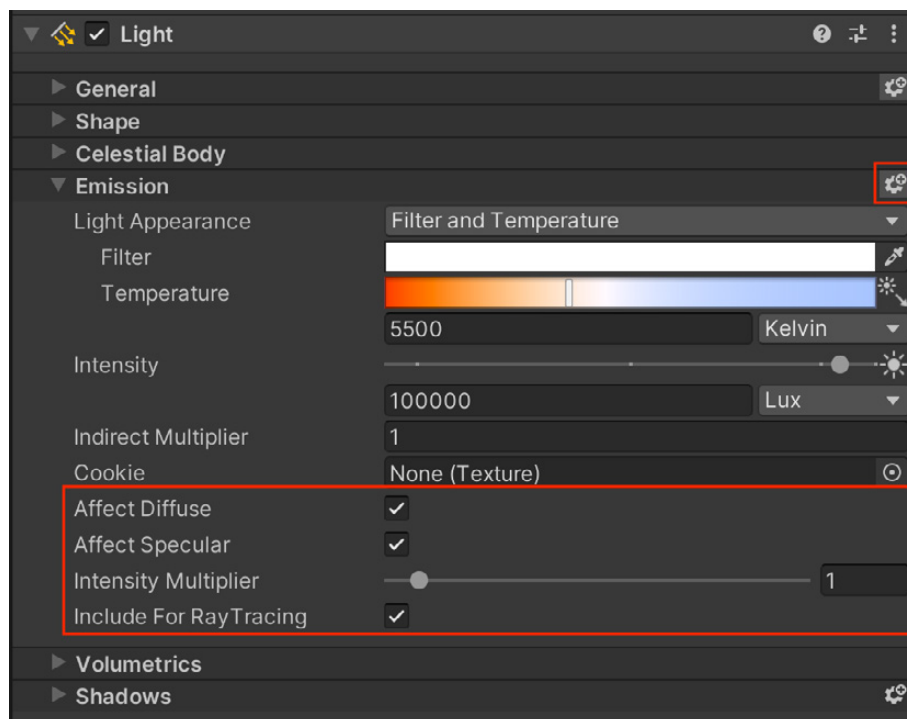 Light
General
Shape
Celestial Body
Emission
Light Appearance Filter and Temperature
Filter
Temperature
5500 Kelvin
Intensity
100000 Lux
Indirect Multiplier 1
Cookie None (Texture)
Affect Diffuse
Affect Specular
Intensity Multiplier 1
Include For RayTracing
Volumetrics
Shadows